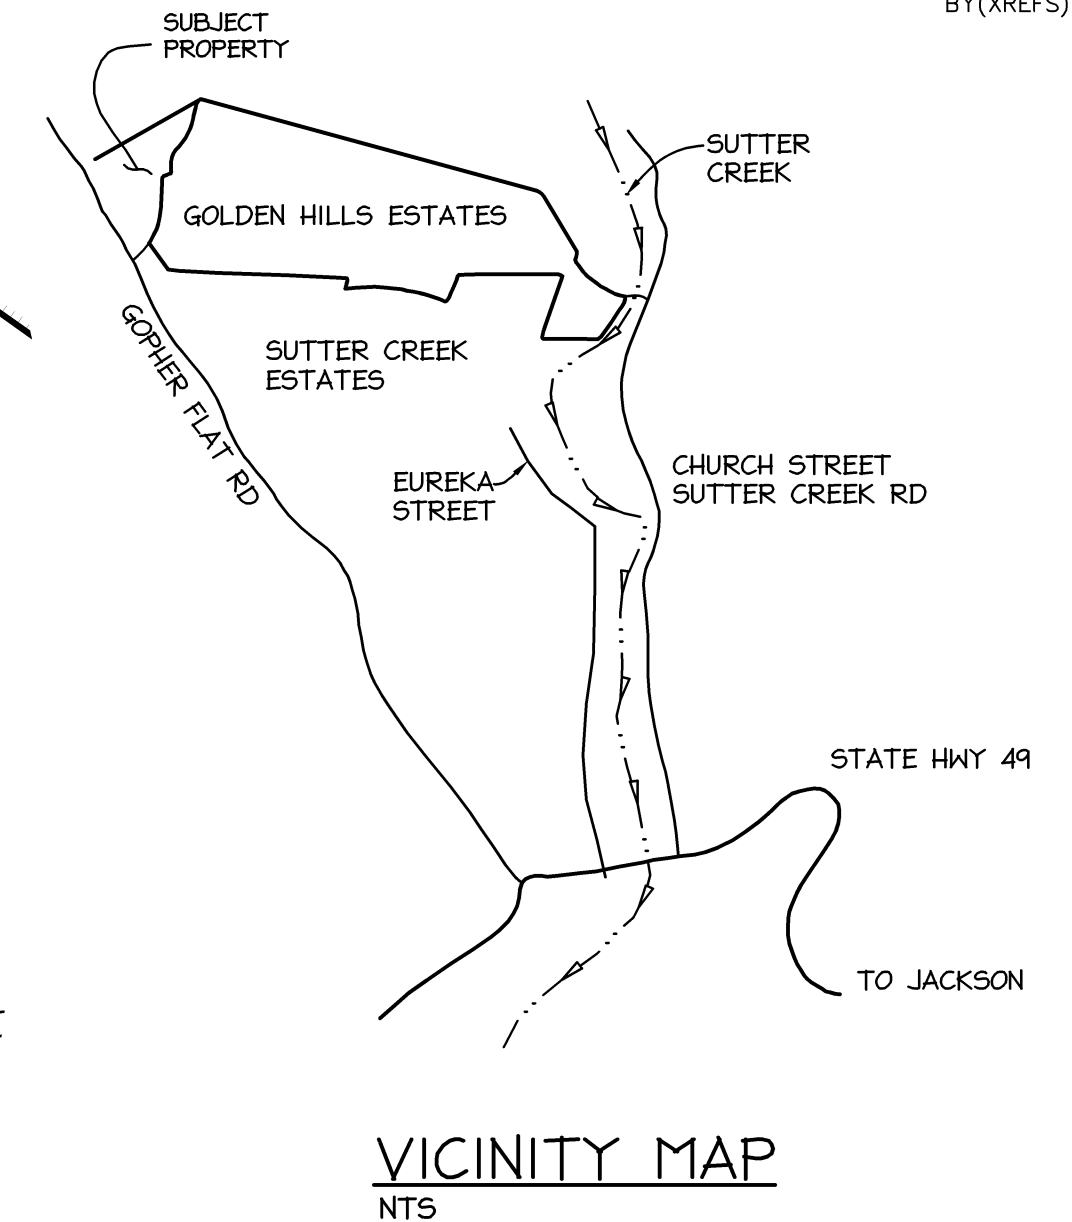 BY(XREFS)
SUBJECT
PROPERTY
SUTTER
CREEK
GOLDEN HILLS ESTATES
GOPHER FLAT RD
SUTTER CREEK
ESTATES
EUREKA
STREET
CHURCH STREET
SUTTER CREEK RD
STATE HWY 49
TO JACKSON
VICINITY MAP
NTS